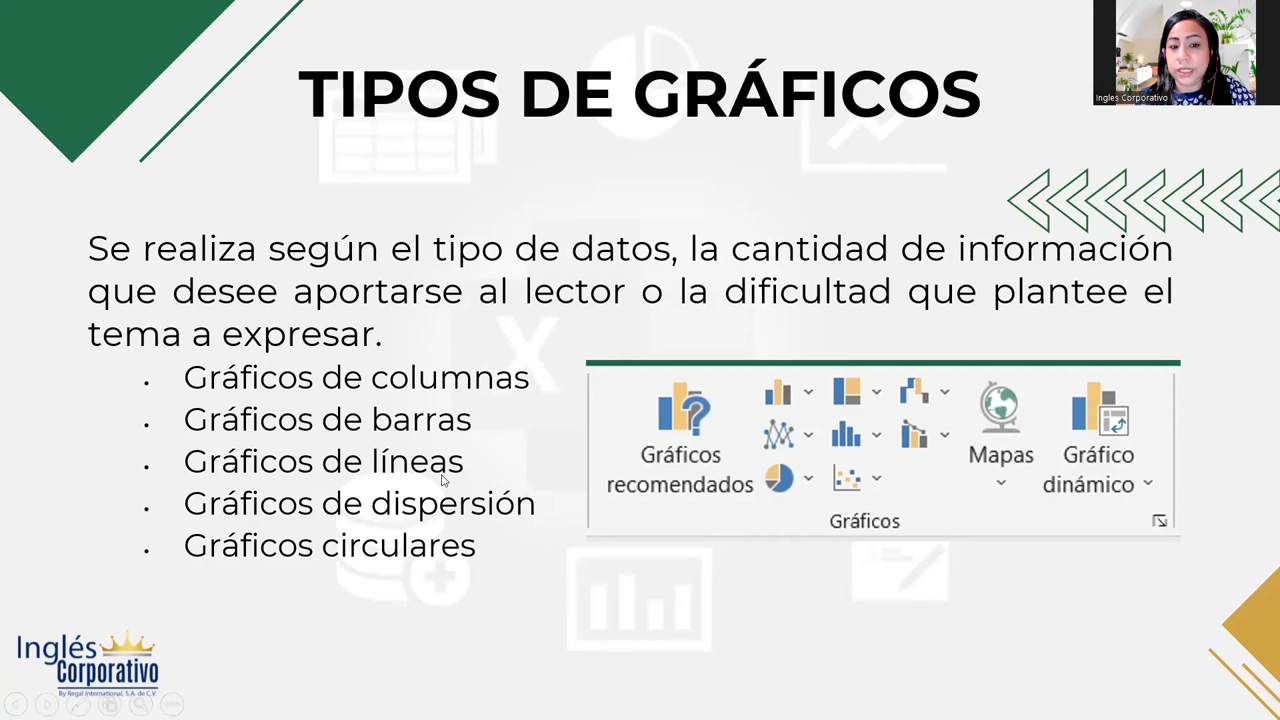 TIPOS DE GRÁFICOS
Ingles Corporativo
Se realiza según el tipo de datos, la cantidad de información
que desee aportarse al lector o la dificultad que plantee el
tema a expresar.
• Gráficos de columnas
• Gráficos de barras
• Gráficos de líneas
• Gráficos de dispersión
• Gráficos circulares
Gráficos
recomendados
Mapas
Gráfico
dinámico
Gráficos
Inglés
Corporativo
By Regal International, S.A. de C.V.